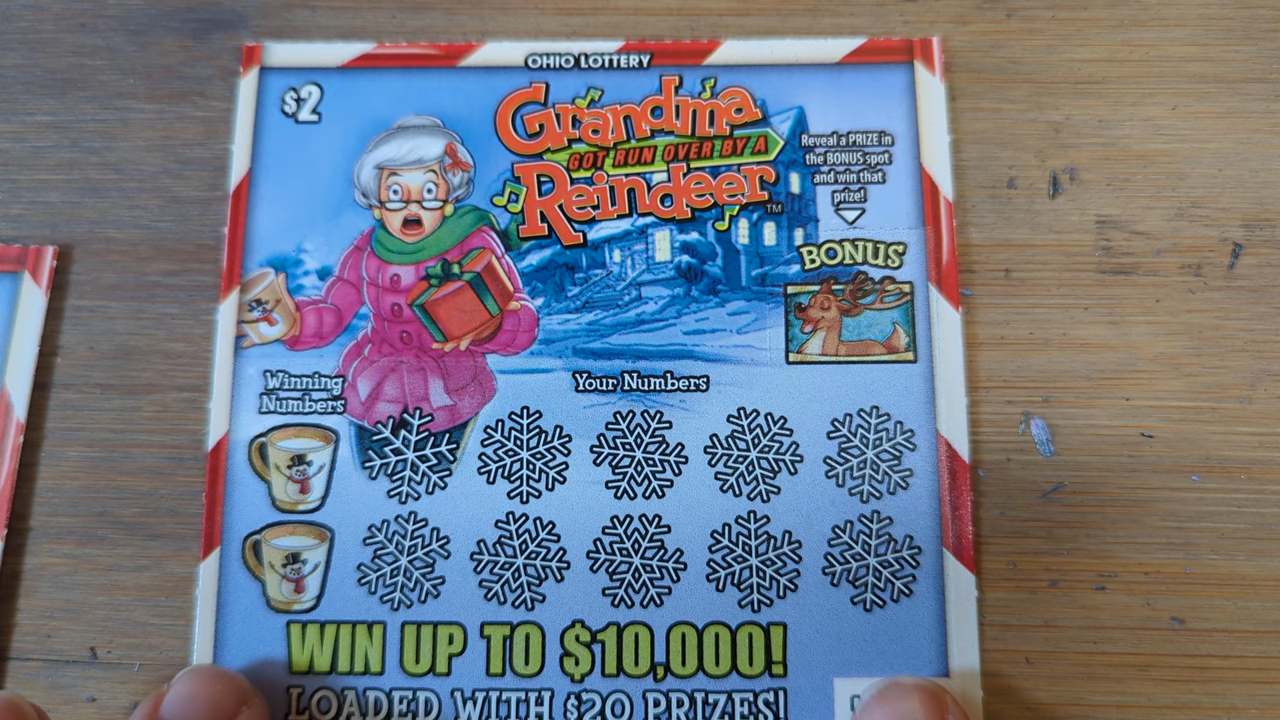 OHIO LOTTERY
$2
Grandma
GOT RUN OVER BY A
Reindeer™
Reveal a PRIZE in
the BONUS spot
and win that
prize!
BONUS
Winning
Numbers
Your Numbers
WIN UP TO $10,000!
LOADED WITH $20 PRIZES!